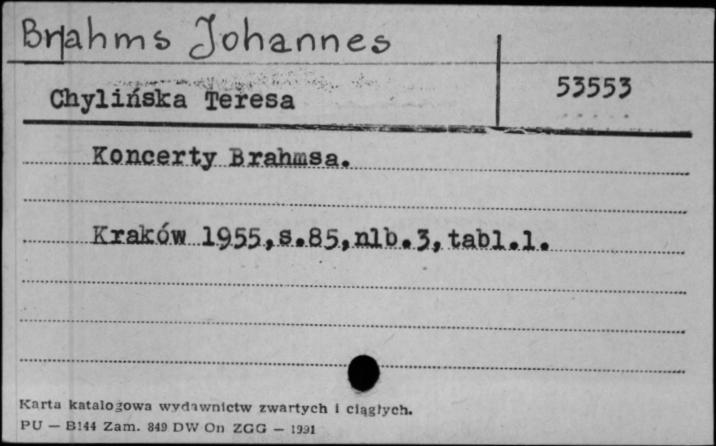 Brahms Johannes
53553
Chylińska Teresa
Koncerty Brahmsa.
Kraków 1955,s.85,nlb.3,tabl.1.
Karta katalogowa wydawnictw zwartych i ciągłych.
PU — B144 Zam. 849 DW On ZGG — 1991